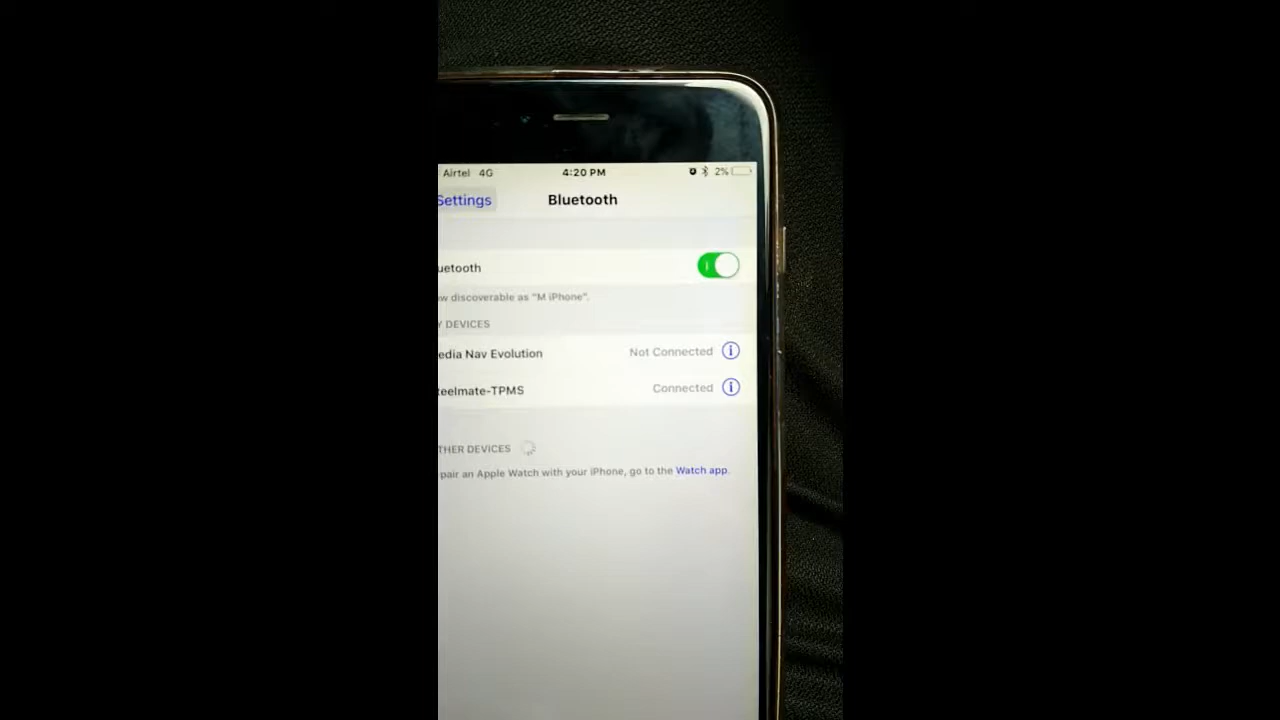 Airtel 4G 4:20 PM 2%
Settings Bluetooth
uetooth
w discoverable as "M iPhone".
DEVICES
edia Nav Evolution Not Connected
teelmate-TPMS Connected
THER DEVICES
pair an Apple Watch with your iPhone, go to the Watch app.